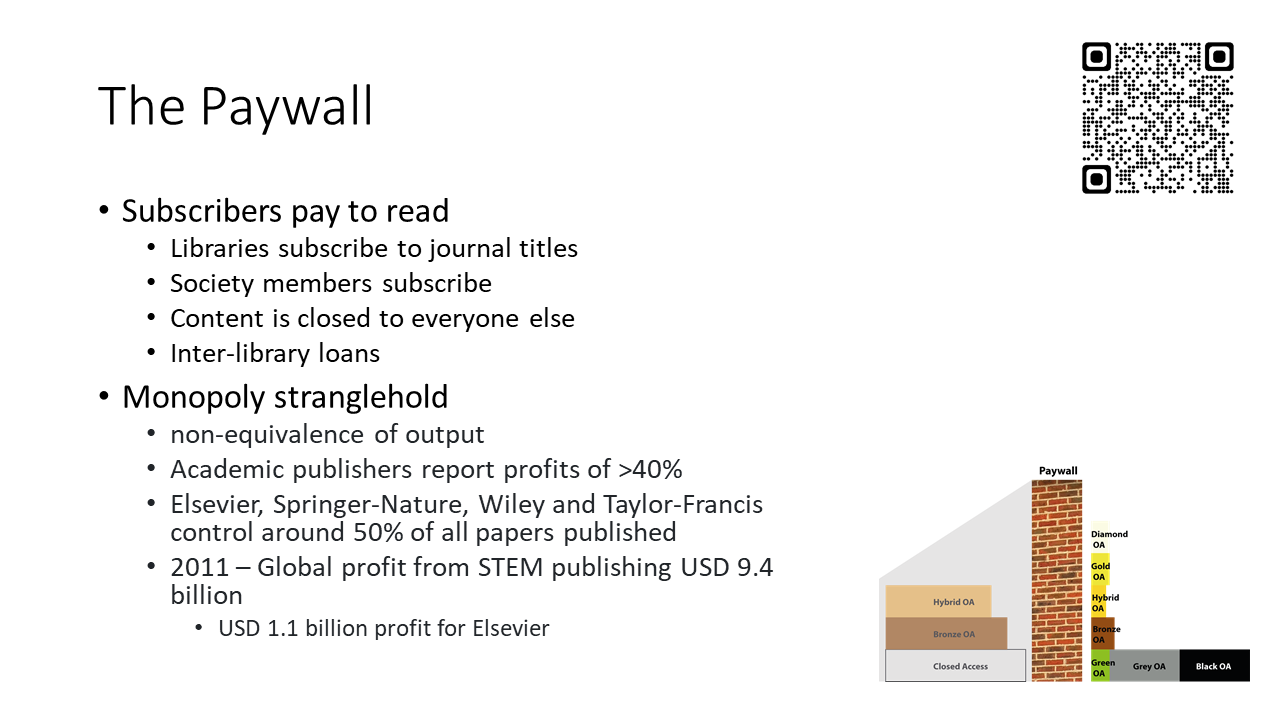 The Paywall
• Subscribers pay to read
• Libraries subscribe to journal titles
• Society members subscribe
• Content is closed to everyone else
• Inter-library loans
• Monopoly stranglehold
• non-equivalence of output
• Academic publishers report profits of >40%
• Elsevier, Springer-Nature, Wiley and Taylor-Francis
control around 50% of all papers published
• 2011 – Global profit from STEM publishing USD 9.4
billion
• USD 1.1 billion profit for Elsevier
Paywall
Hybrid OA
Bronze OA
Closed Access
Diamond
OA
Gold
OA
Hybrid
OA
Bronze
OA
Green
OA
Grey OA
Black OA